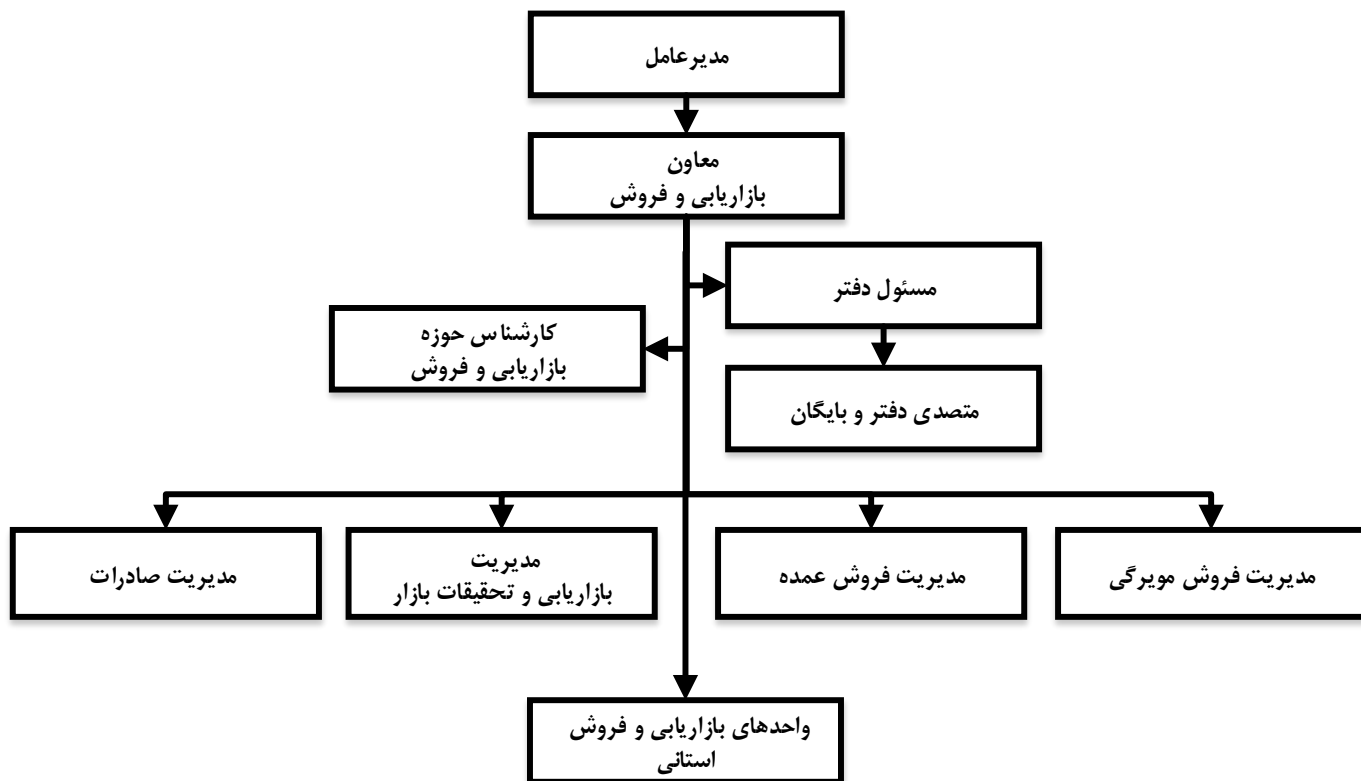 مدیرعامل
معاون
بازاریابی و فروش
مسئول دفتر
کارشناس حوزه
بازاریابی و فروش
متصدی دفتر و بایگان
مدیریت فروش مویرگی
مدیریت فروش عمده
مدیریت
بازاریابی و تحقیقات بازار
مدیریت صادرات
واحدهای بازاریابی و فروش
استانی